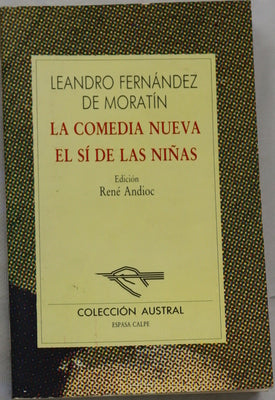 LEANDRO FERNÁNDEZ
DE MORATÍN
LA COMEDIA NUEVA
EL SÍ DE LAS NIÑAS
Edición
René Andioc
COLECCIÓN AUSTRAL
ESPASA CALPE